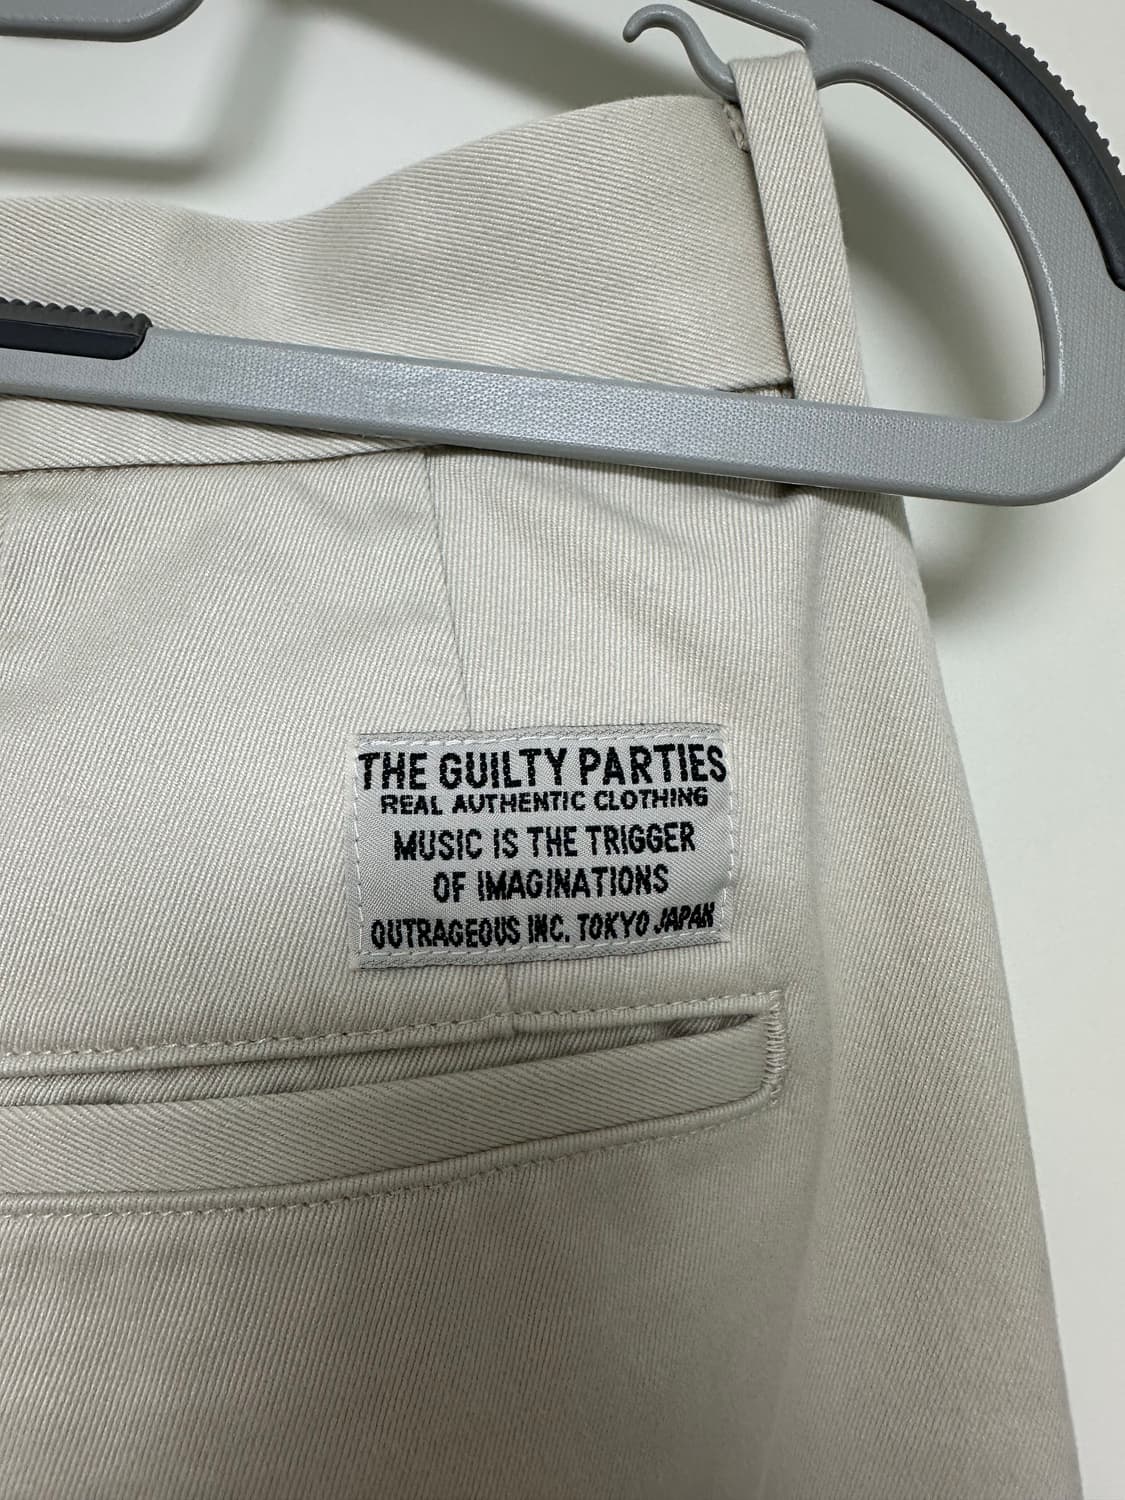 THE GUILTY PARTIES
REAL AUTHENTIC CLOTHING
MUSIC IS THE TRIGGER
OF IMAGINATIONS
OUTRAGEOUS INC. TOKYO JAPAN